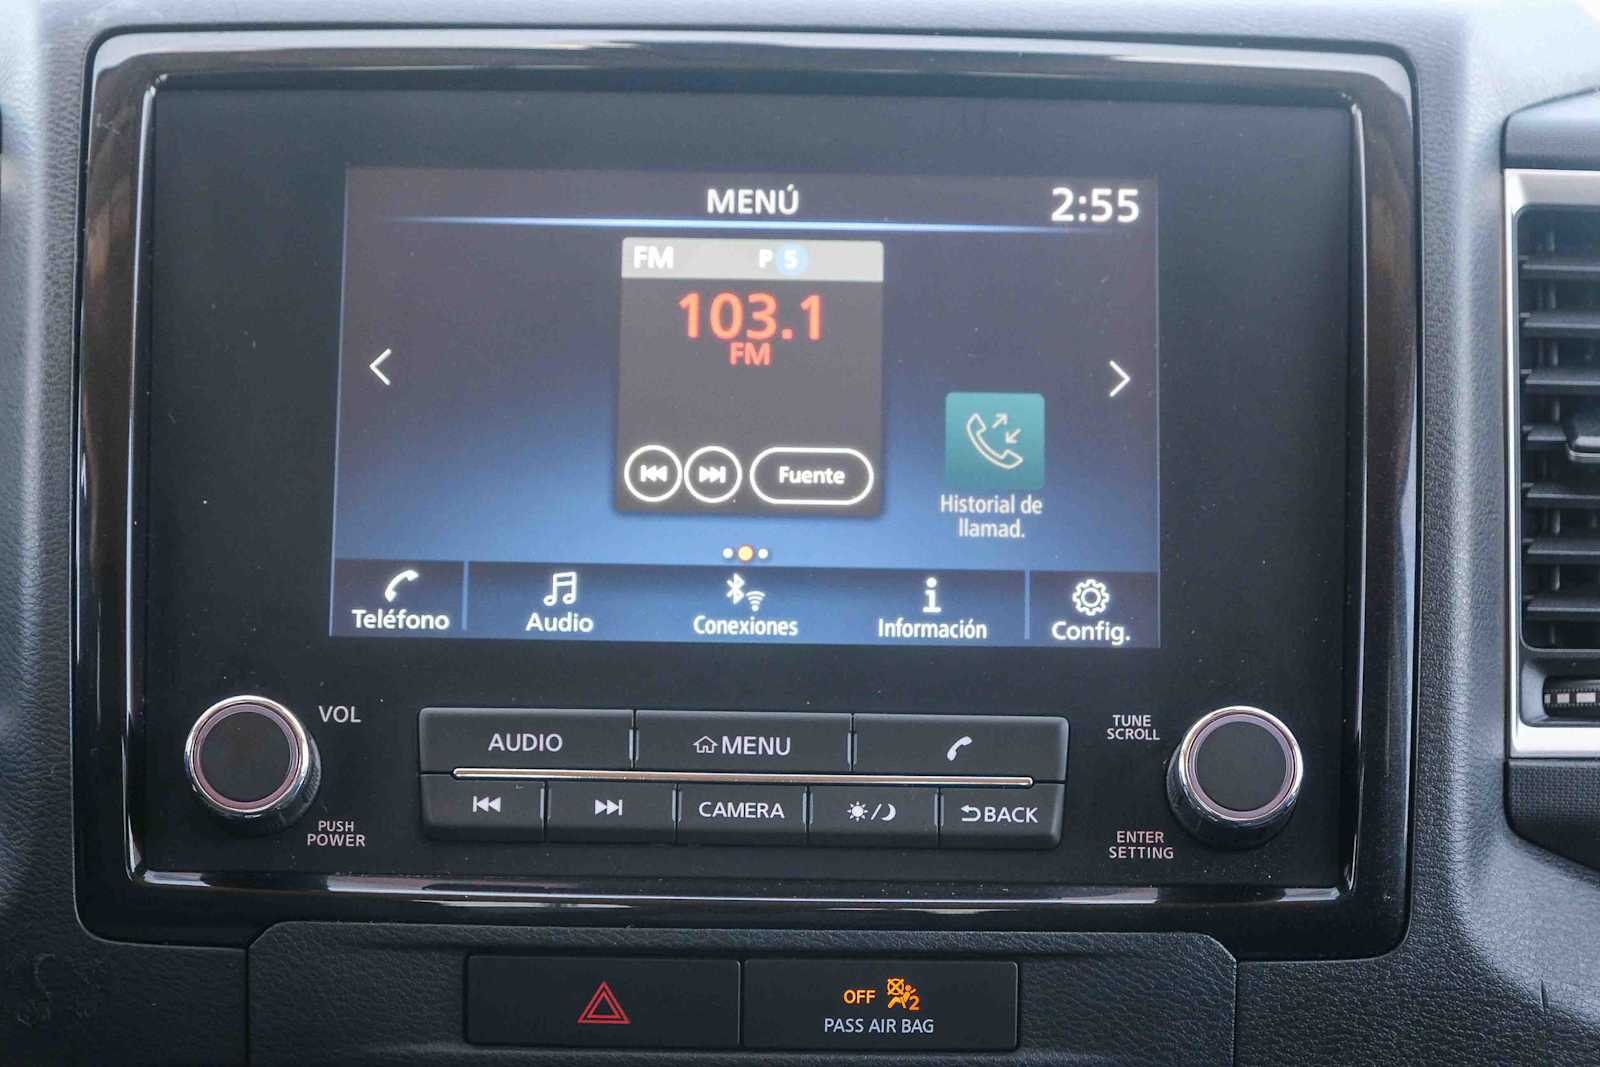 MENÚ
2:55
FM P 5
103.1
FM
Fuente
Historial de
llamad.
Teléfono
Audio
Conexiones
Información
Config.
VOL
PUSH
POWER
AUDIO
MENU
CAMERA
BACK
TUNE
SCROLL
ENTER
SETTING
OFF 2
PASS AIR BAG